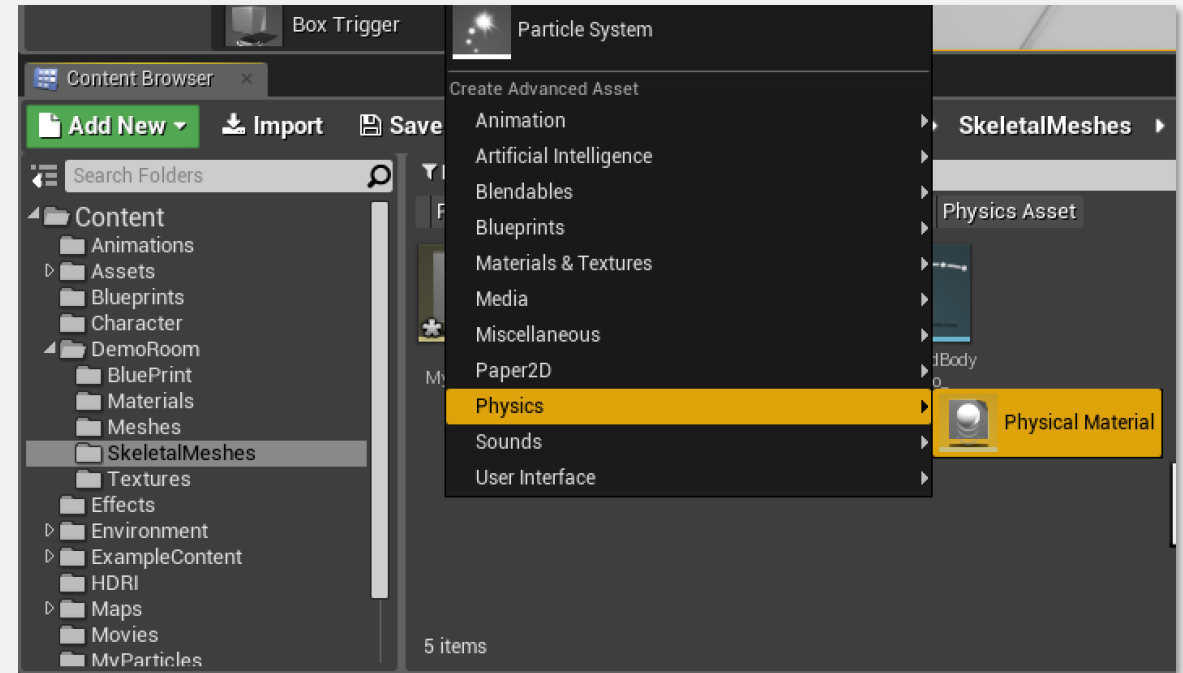 Box Trigger
Particle System
Content Browser
Create Advanced Asset
Add New
Import
Save
Animation
SkeletalMeshes
Artificial Intelligence
Search Folders
Blendables
Content
Physics Asset
Blueprints
Animations
Assets
Materials & Textures
Blueprints
Media
Character
Miscellaneous
DemoRoom
Paper2D
BluePrint
Materials
Physics
Physical Material
Meshes
Sounds
SkeletalMeshes
User Interface
Textures
Effects
Environment
ExampleContent
HDRI
Maps
Movies
5 items
MyParticles